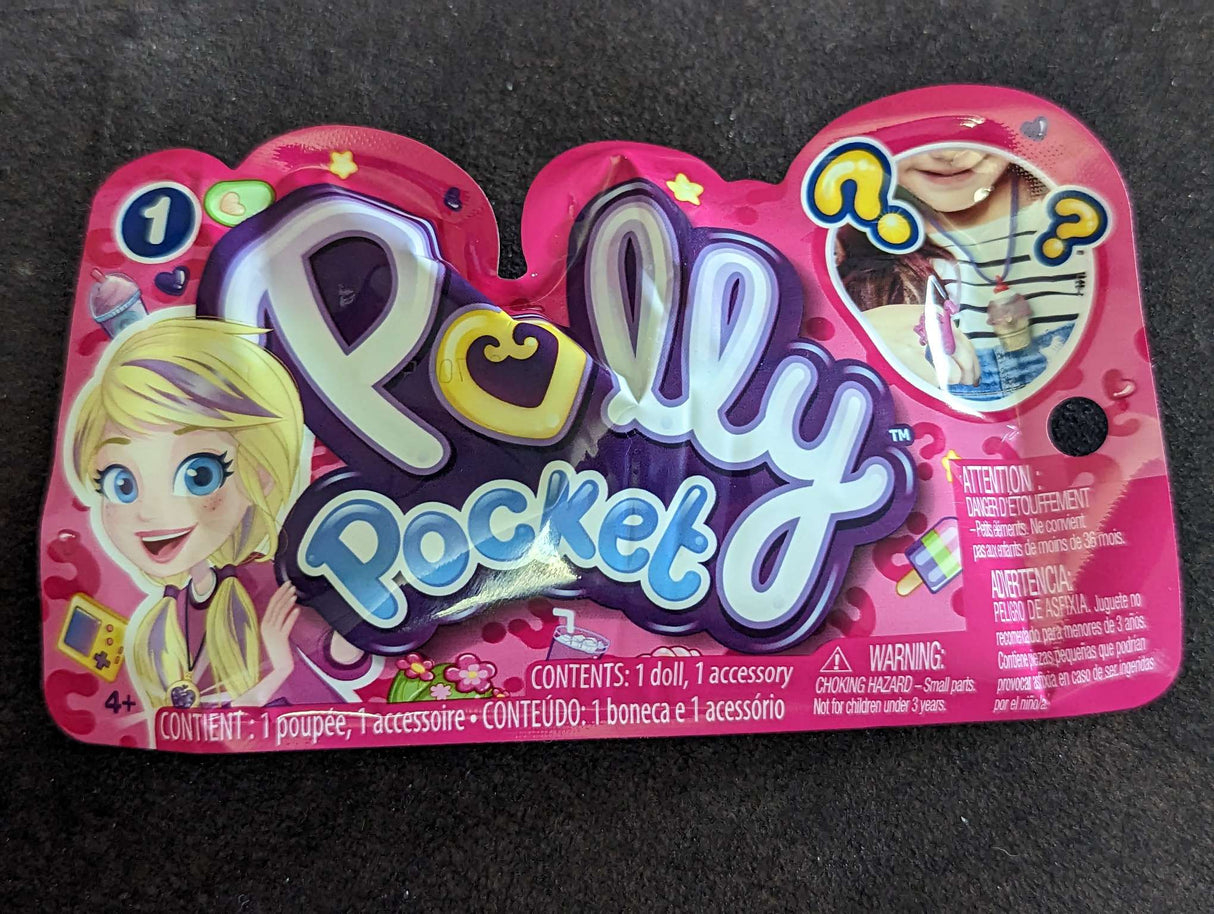 1
Polly
Pocket
TM
? ?
ATTENTION :
DANGER D'ÉTOUFFEMENT
– Petits éléments. Ne convient
pas aux enfants de moins de 36 mois.
ADVERTENCIA:
PELIGRO DE ASFIXIA. Juguete no
recomendado para menores de 3 anos.
Contiene piezas pequeñas que podrían
provocar asfixia en caso de ser ingeridas
por el niño/a.
WARNING:
CHOKING HAZARD – Small parts.
Not for children under 3 years.
4+
CONTENTS: 1 doll, 1 accessory
CONTIENT : 1 poupée, 1 accessoire • CONTEÚDO: 1 boneca e 1 acessório